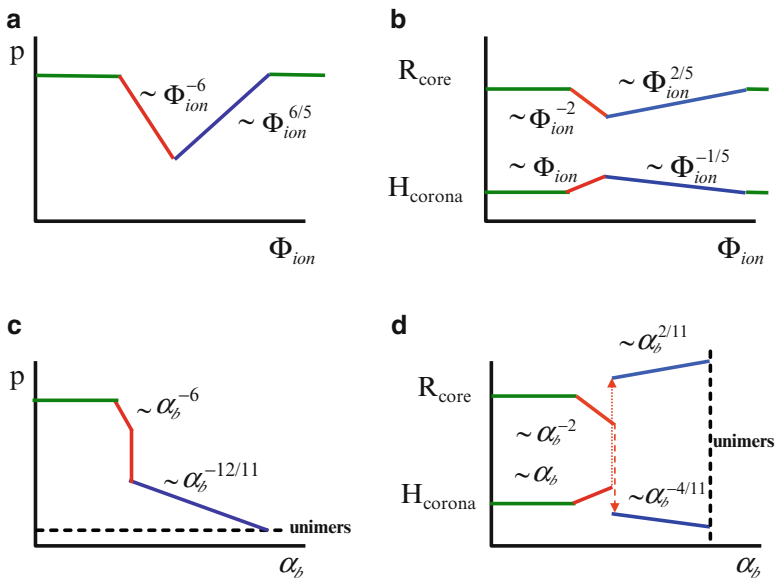 a
p
~ Φ_ion^-6
~ Φ_ion^6/5
Φ_ion
b
R_core
~ Φ_ion^2/5
~ Φ_ion^-2
~ Φ_ion
~ Φ_ion^-1/5
H_corona
Φ_ion
c
p
~ α_b^-6
~ α_b^-12/11
unimers
α_b
d
~ α_b^2/11
R_core
~ α_b^-2
unimers
~ α_b
H_corona
~ α_b^-4/11
α_b